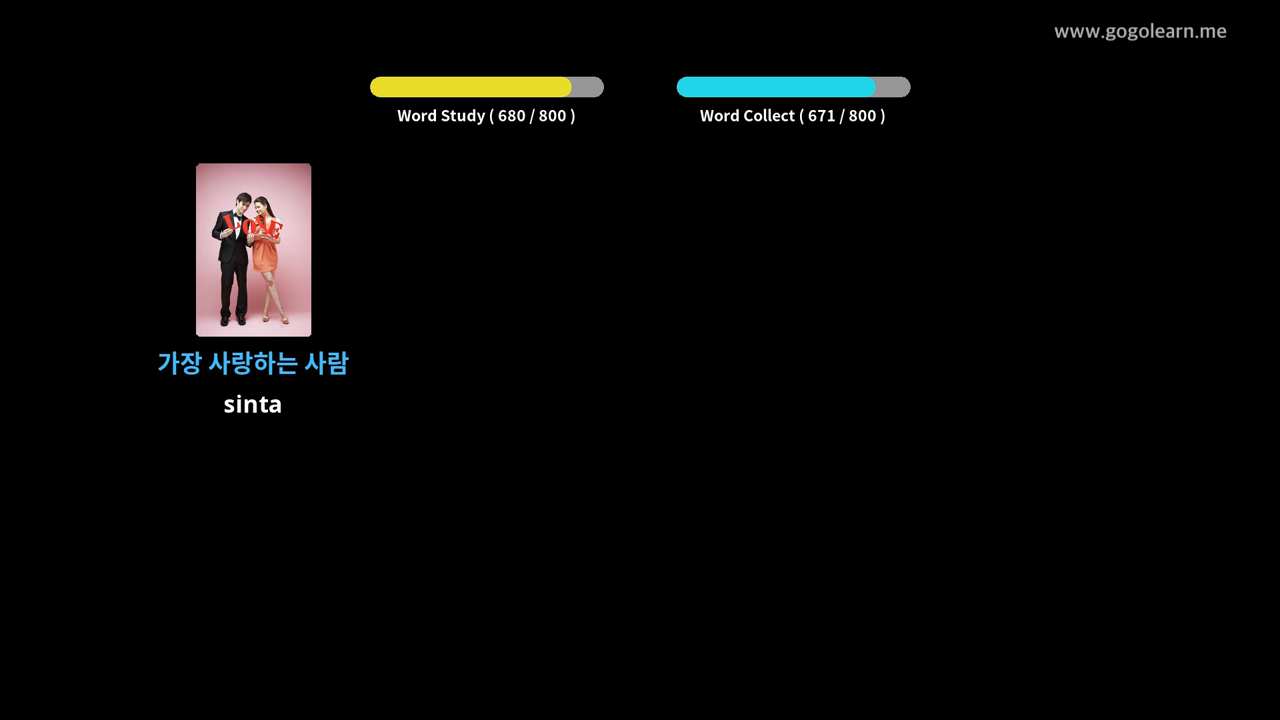 www.gogolearn.me
Word Study ( 680 / 800 )
Word Collect ( 671 / 800 )
LOVE
가장 사랑하는 사람
sinta